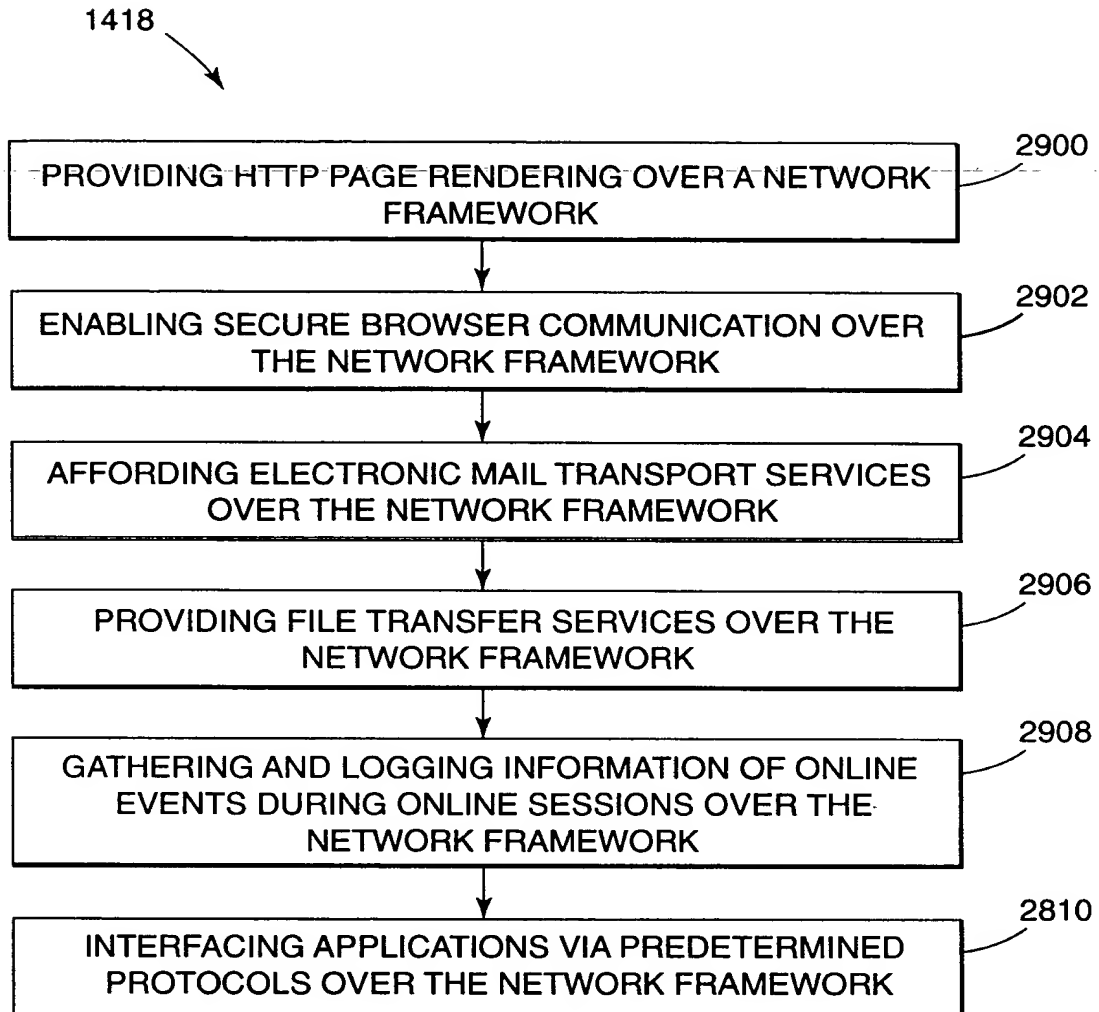 1418
PROVIDING HTTP PAGE RENDERING OVER A NETWORK
FRAMEWORK
2900
ENABLING SECURE BROWSER COMMUNICATION OVER
THE NETWORK FRAMEWORK
2902
AFFORDING ELECTRONIC MAIL TRANSPORT SERVICES
OVER THE NETWORK FRAMEWORK
2904
PROVIDING FILE TRANSFER SERVICES OVER THE
NETWORK FRAMEWORK
2906
GATHERING AND LOGGING INFORMATION OF ONLINE
EVENTS DURING ONLINE SESSIONS OVER THE
NETWORK FRAMEWORK
2908
INTERFACING APPLICATIONS VIA PREDETERMINED
PROTOCOLS OVER THE NETWORK FRAMEWORK
2810